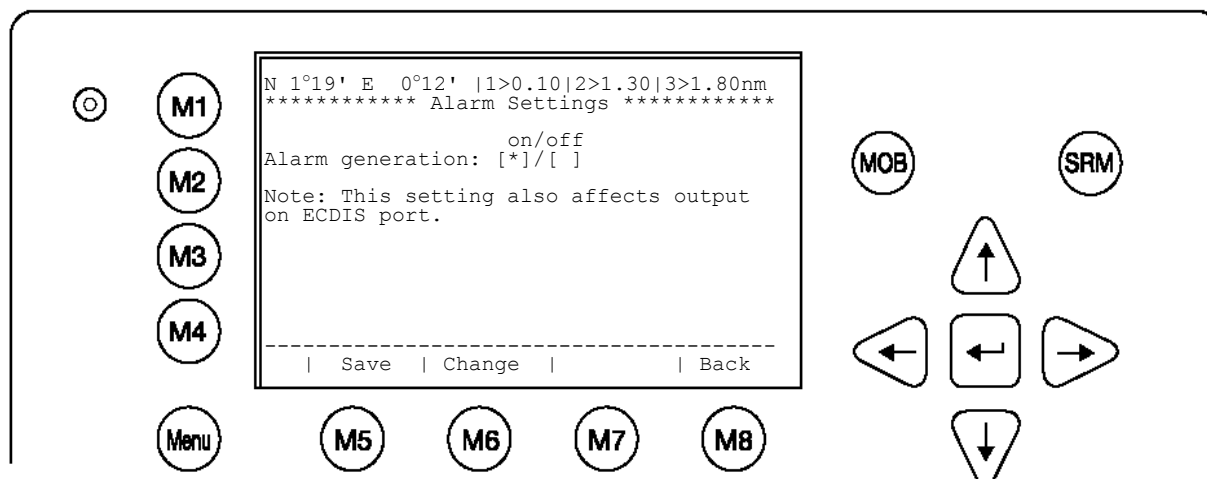 N 1°19' E  0°12' |1>0.10|2>1.30|3>1.80nm
************ Alarm Settings ************
on/off
Alarm generation: [*]/[ ]
Note: This setting also affects output
on ECDIS port.
----------------------------------------
| Save | Change | | Back
M1
M2
M3
M4
Menu
M5
M6
M7
M8
MOB
SRM